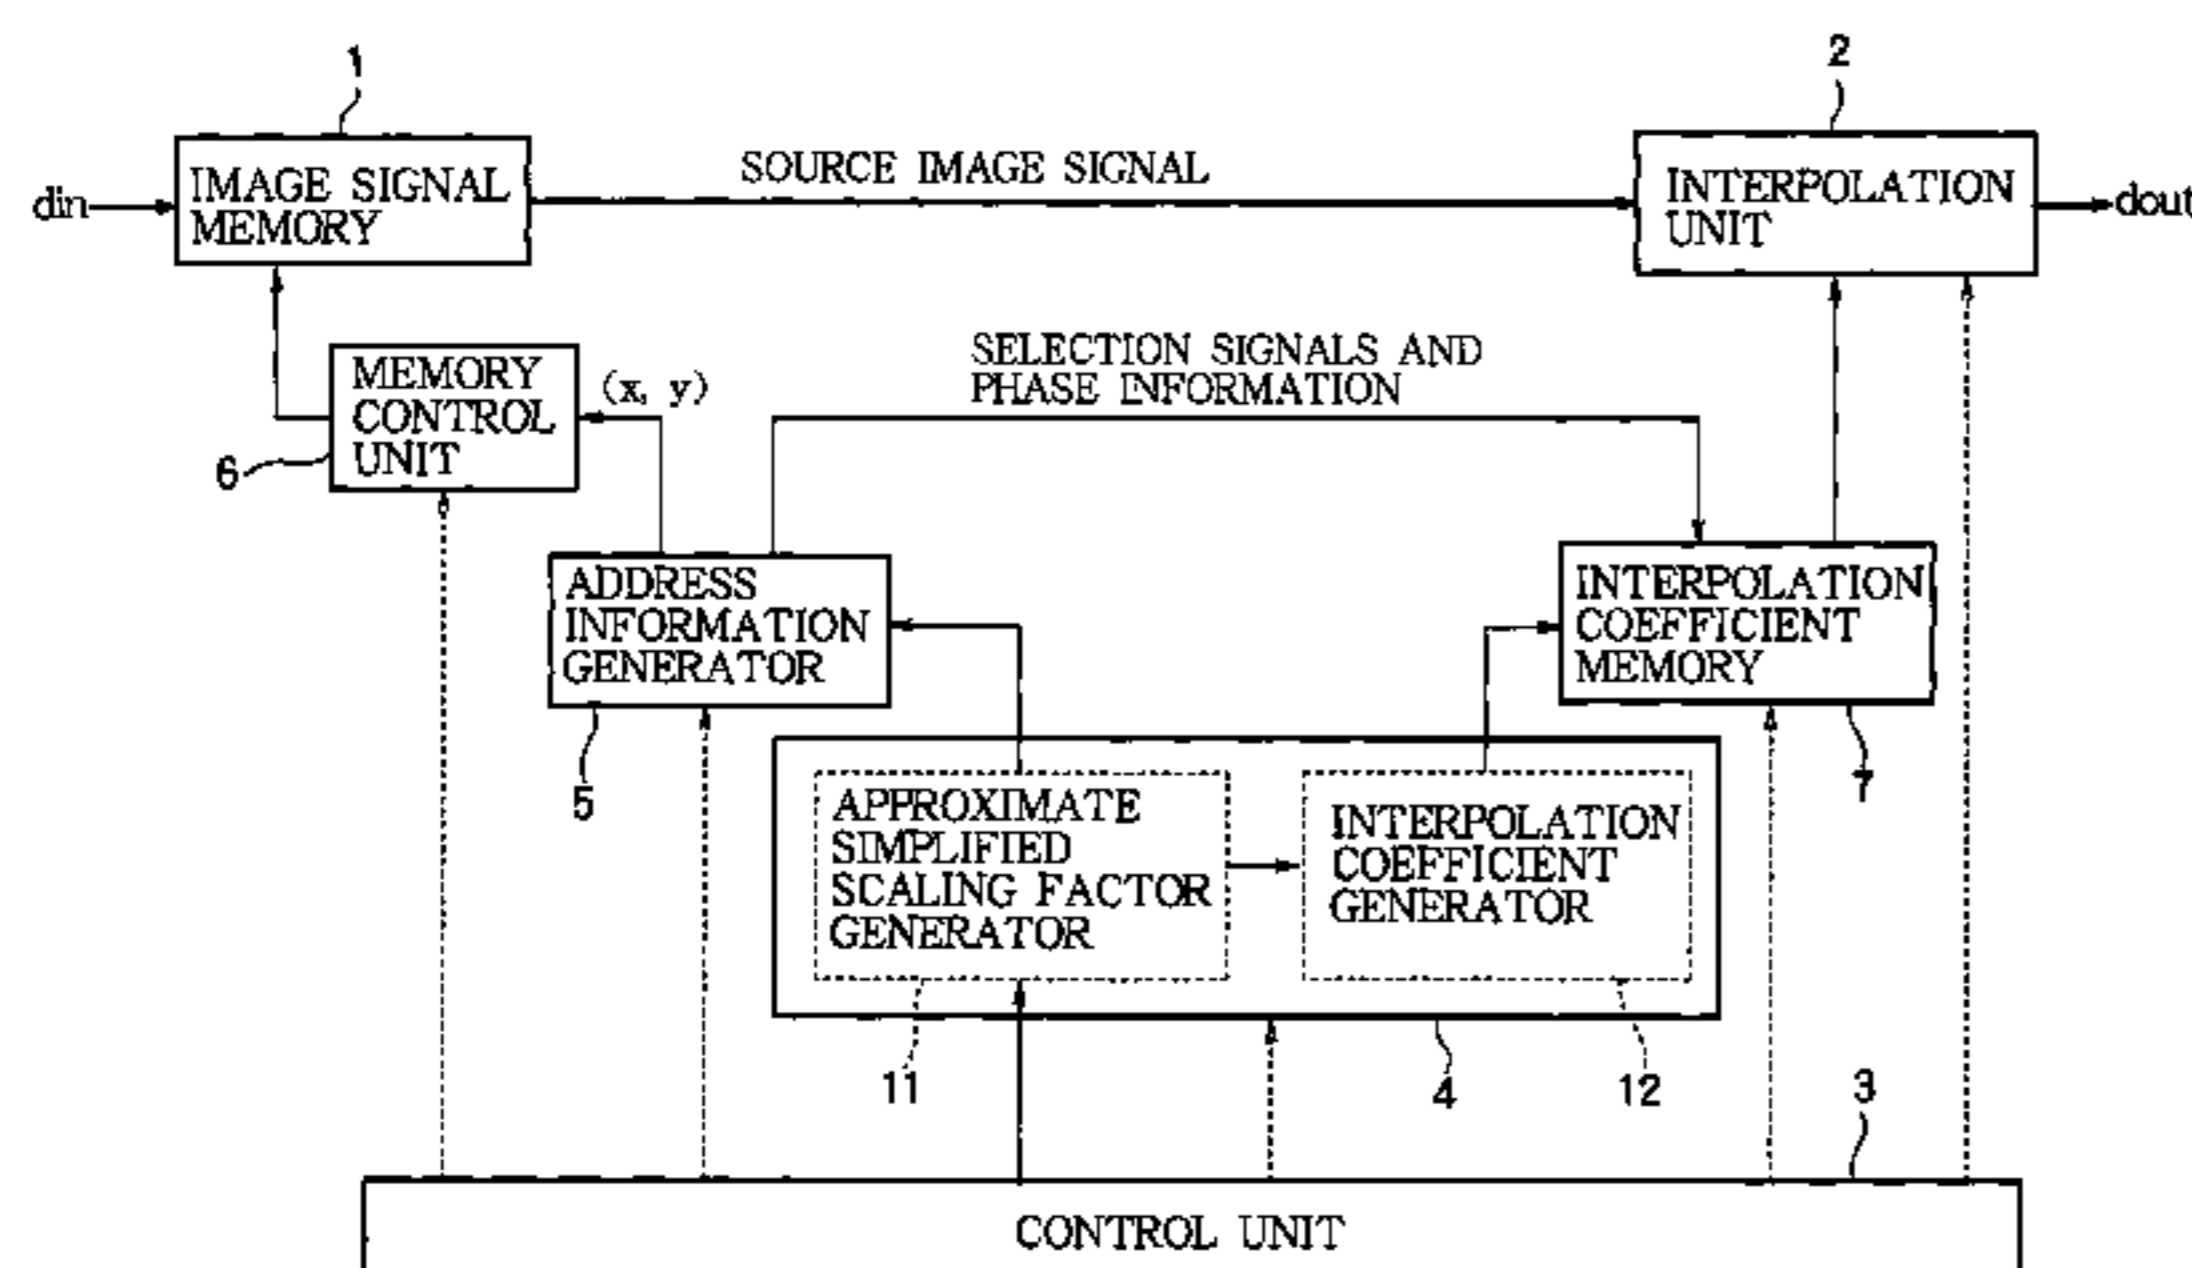 1
2
IMAGE SIGNAL
MEMORY
SOURCE IMAGE SIGNAL
INTERPOLATION
UNIT
din
dout
MEMORY
CONTROL
UNIT
(x, y)
6
SELECTION SIGNALS AND
PHASE INFORMATION
ADDRESS
INFORMATION
GENERATOR
5
INTERPOLATION
COEFFICIENT
MEMORY
7
APPROXIMATE
SIMPLIFIED
SCALING FACTOR
GENERATOR
INTERPOLATION
COEFFICIENT
GENERATOR
11
4
12
3
CONTROL UNIT